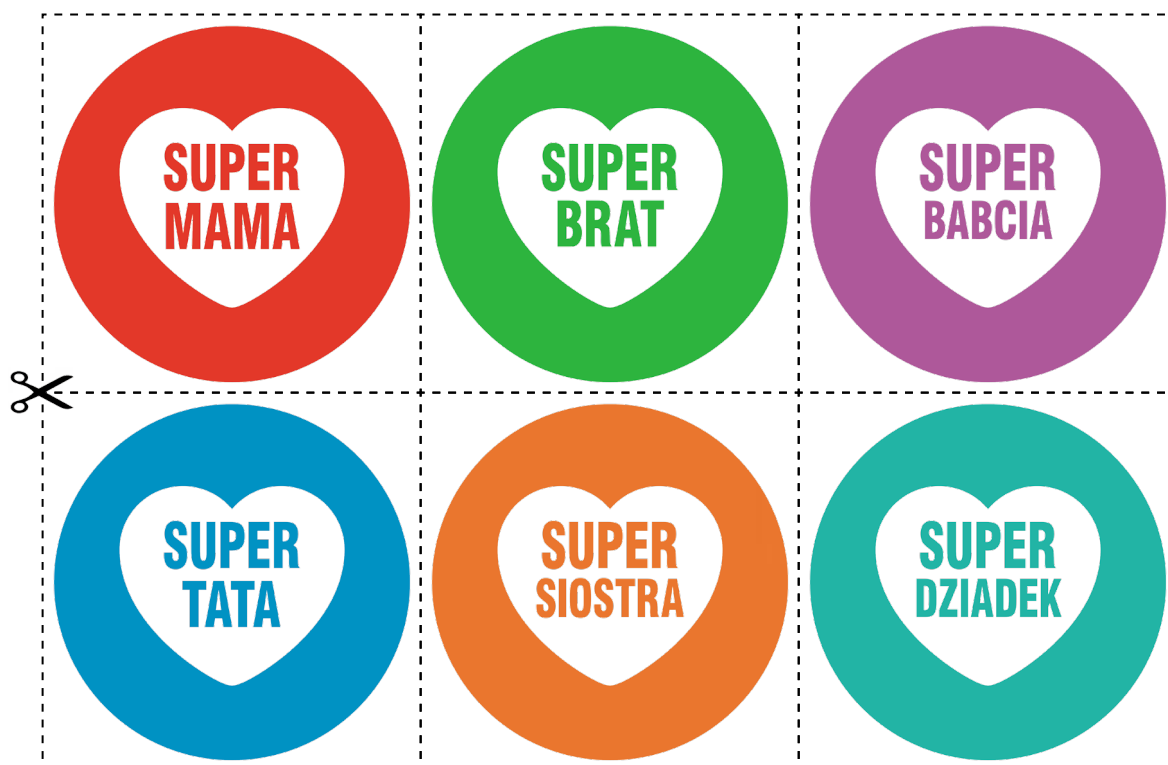 SUPER
MAMA
SUPER
BRAT
SUPER
BABCIA
SUPER
TATA
SUPER
SIOSTRA
SUPER
DZIADEK